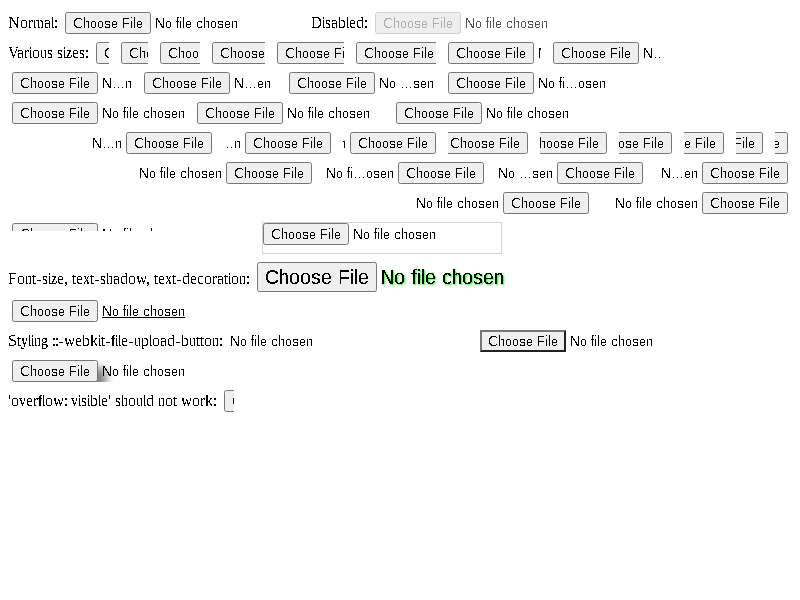 Normal: Choose File No file chosen Disabled: Choose File No file chosen
Various sizes: Choose Choose File Choose File Choose File N..
Choose File N...n Choose File N...en Choose File No ...sen Choose File No fi...osen
Choose File No file chosen Choose File No file chosen Choose File No file chosen
N...n Choose File ..n Choose File Choose File Choose File hoose File ose File e File File e
No file chosen Choose File No fi...osen Choose File No ...sen Choose File N...en Choose File
No file chosen Choose File No file chosen Choose File
Choose File No file chosen
Font-size, text-shadow, text-decoration: Choose File No file chosen
Choose File No file chosen
Styling ::-webkit-file-upload-button: No file chosen Choose File No file chosen
Choose File No file chosen
'overflow: visible' should not work: